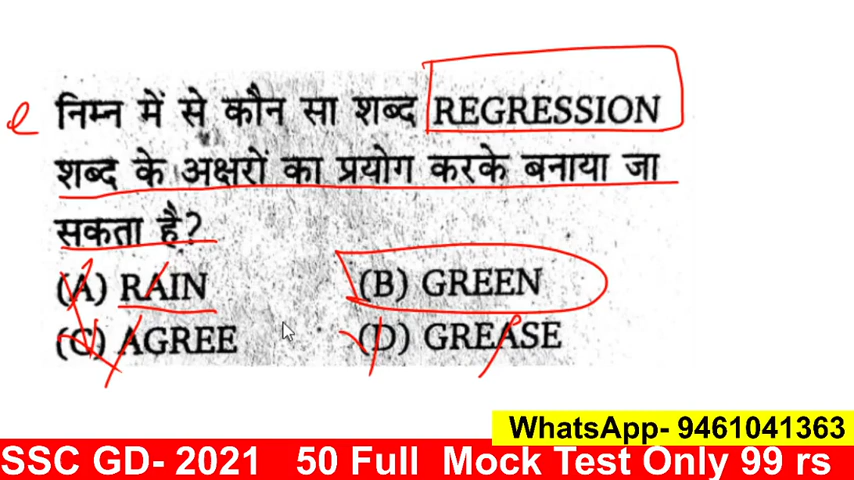 निम्न में से कौन सा शब्द REGRESSION
शब्द के अक्षरों का प्रयोग करके बनाया जा
सकता है?
(A) RAIN (B) GREEN
(C) AGREE (D) GREASE
WhatsApp- 9461041363
SSC GD- 2021 50 Full Mock Test Only 99 rs